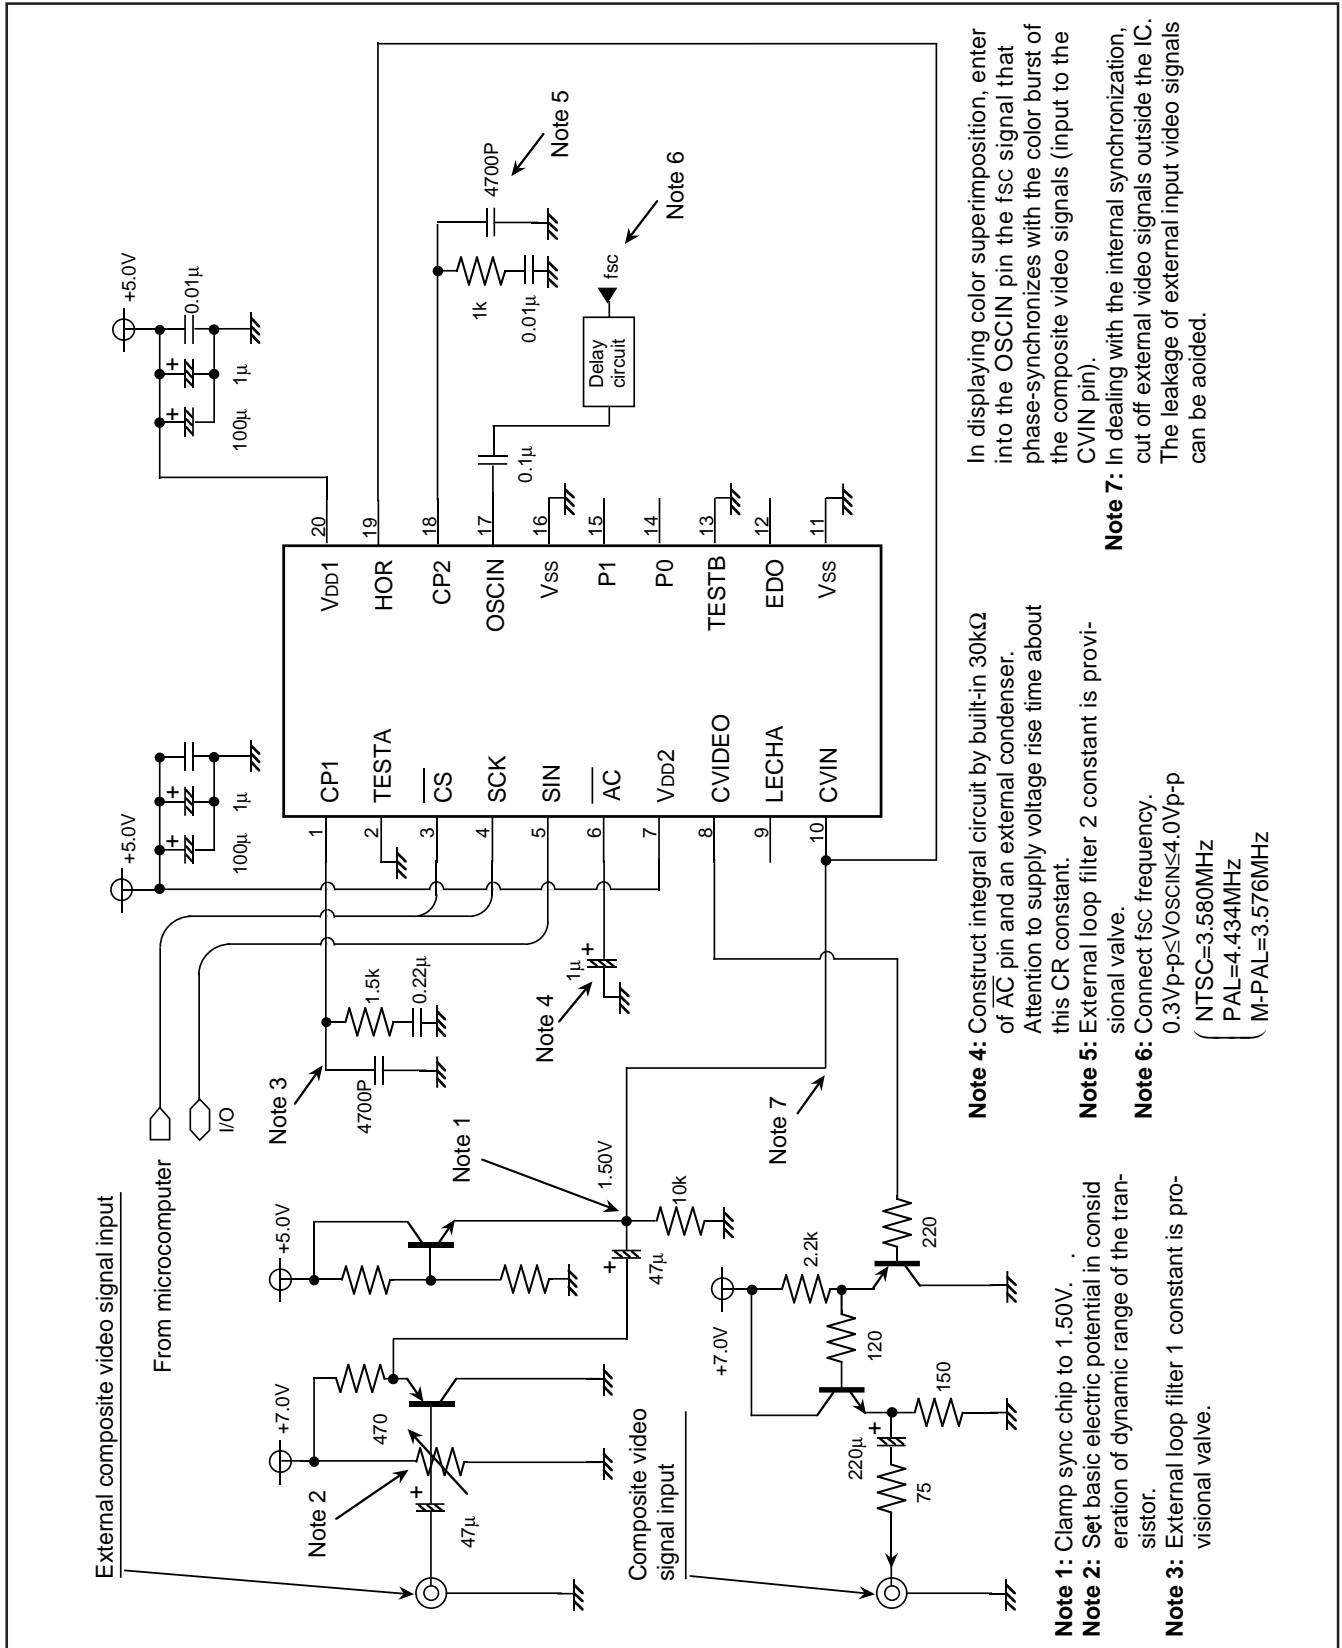 External composite video signal input
From microcomputer
I/O
+5.0V
100µ
1µ
+5.0V
100µ
1µ
0.01µ
Note 3
4700P
1.5k
0.22µ
1
2
3
4
5
6
7
8
9
10
CP1
TESTA
CS
SCK
SIN
AC
VDD2
CVIDEO
LECHA
CVIN
VDD1
HOR
CP2
OSCIN
VSS
P1
P0
TESTB
EDO
VSS
20
19
18
17
16
15
14
13
12
11
1k
0.01µ
4700P
Note 5
0.1µ
Delay
circuit
fsc
Note 6
+7.0V
470
Note 2
47µ
+5.0V
Note 1
1.50V
47µ
10k
Note 4
1µ
Note 7
Composite video
signal input
+7.0V
2.2k
220
120
150
220µ
75
Note 1: Clamp sync chip to 1.50V.
Note 2: Set basic electric potential in consid
eration of dynamic range of the tran-
sistor.
Note 3: External loop filter 1 constant is pro-
visional valve.
Note 4: Construct integral circuit by built-in 30kΩ
of AC pin and an external condenser.
Attention to supply voltage rise time about
this CR constant.
Note 5: External loop filter 2 constant is provi-
sional valve.
Note 6: Connect fsc frequency.
0.3Vp-p≤VOSCIN≤4.0Vp-p
NTSC=3.580MHz
PAL=4.434MHz
M-PAL=3.576MHz
In displaying color superimposition, enter
into the OSCIN pin the fsc signal that
phase-synchronizes with the color burst of
the composite video signals (input to the
CVIN pin).
Note 7: In dealing with the internal synchronization,
cut off external video signals outside the IC.
The leakage of external input video signals
can be aoided.